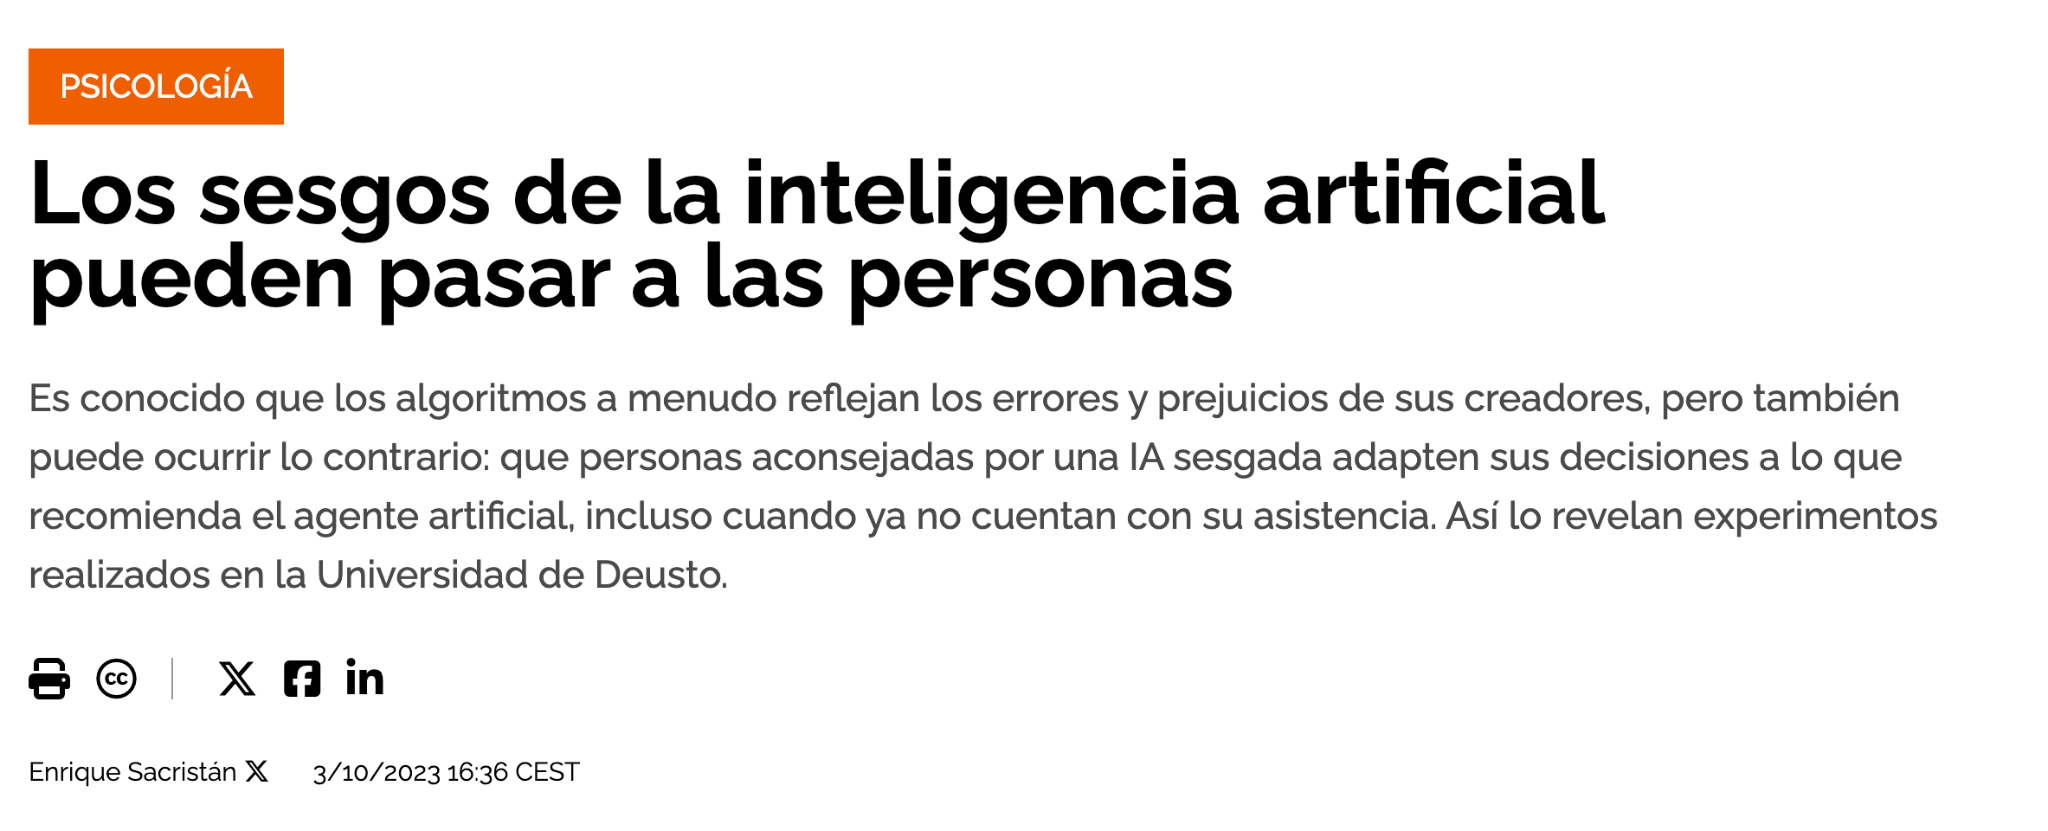 PSICOLOGÍA
Los sesgos de la inteligencia artificial
pueden pasar a las personas
Es conocido que los algoritmos a menudo reflejan los errores y prejuicios de sus creadores, pero también
puede ocurrir lo contrario: que personas aconsejadas por una IA sesgada adapten sus decisiones a lo que
recomienda el agente artificial, incluso cuando ya no cuentan con su asistencia. Así lo revelan experimentos
realizados en la Universidad de Deusto.
cc X f in
Enrique Sacristán X 3/10/2023 16:36 CEST